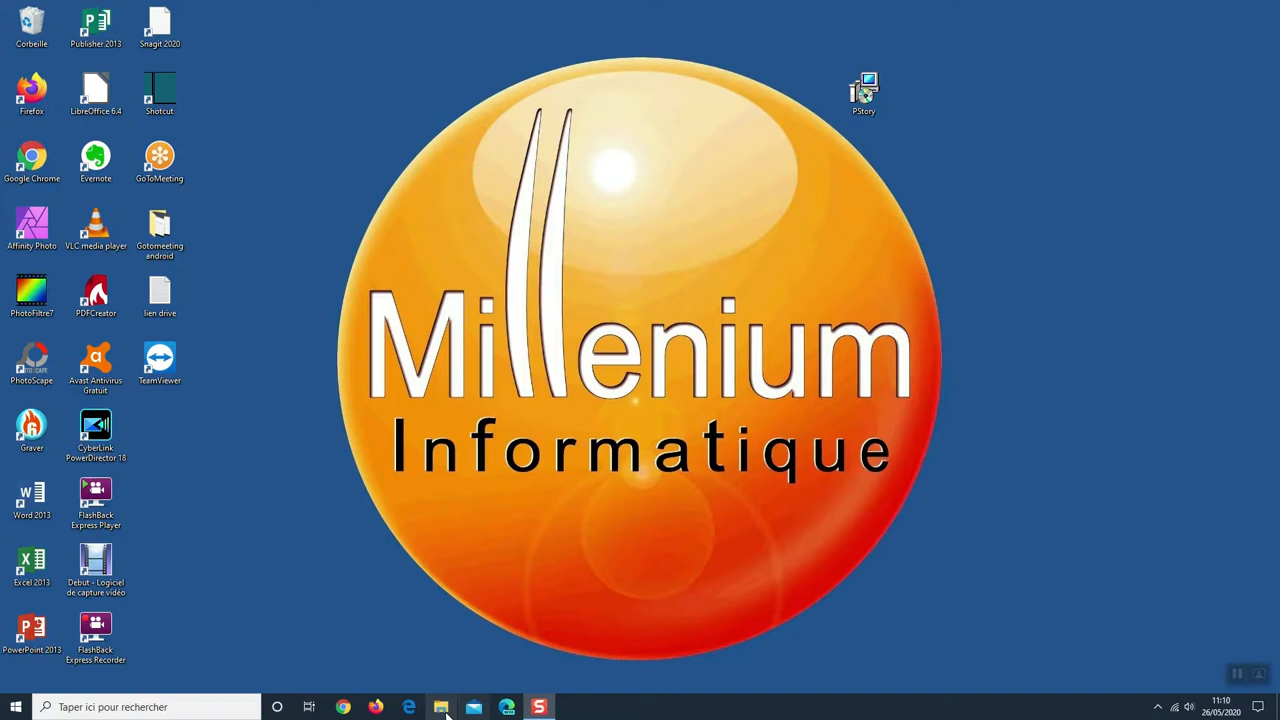 Corbeille
Publisher 2013
Snagit 2020
Firefox
LibreOffice 6.4
Shotcut
Google Chrome
Evernote
GoToMeeting
Affinity Photo
VLC media player
Gotomeeting
android
PhotoFiltre7
PDFCreator
lien drive
PhotoScape
Avast Antivirus
Gratuit
TeamViewer
Graver
CyberLink
PowerDirector 18
Word 2013
FlashBack
Express Player
Excel 2013
Debut - Logiciel
de capture vidéo
PowerPoint 2013
FlashBack
Express Recorder
PStory
Millenium
Informatique
Taper ici pour rechercher
11:10
26/05/2020